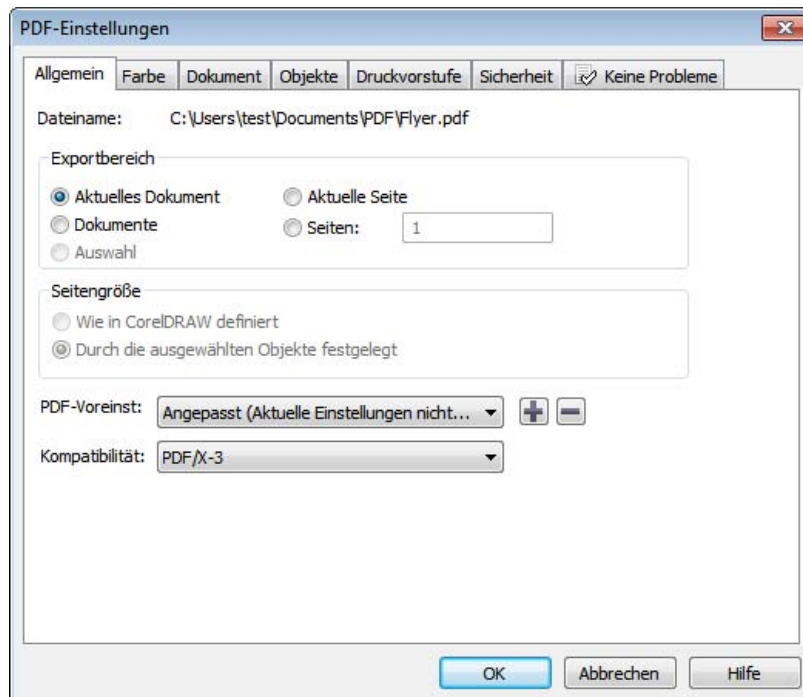 PDF-Einstellungen
Allgemein Farbe Dokument Objekte Druckvorstufe Sicherheit Keine Probleme
Dateiname: C:\Users\test\Documents\PDF\Flyer.pdf
Exportbereich
Aktuelles Dokument Aktuelle Seite
Dokumente Seiten: 1
Auswahl
Seitengröße
Wie in CorelDRAW definiert
Durch die ausgewählten Objekte festgelegt
PDF-Voreinst: Angepasst (Aktuelle Einstellungen nicht...
Kompatibilität: PDF/X-3
OK Abbrechen Hilfe